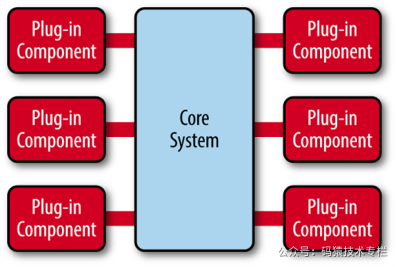 Plug-in
Component
Plug-in
Component
Core
System
Plug-in
Component
Plug-in
Component
Plug-in
Component
Plug-in
Component
公众号：码猿技术专栏